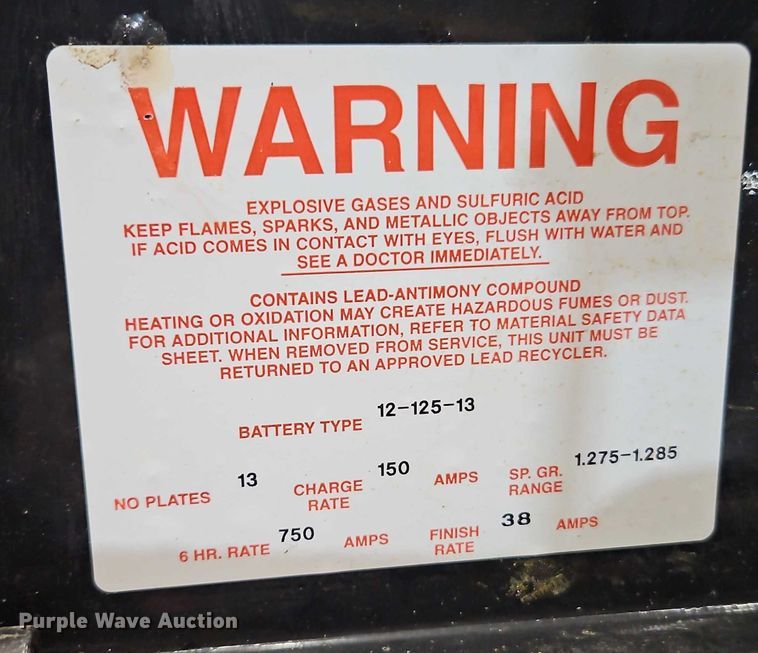 WARNING
EXPLOSIVE GASES AND SULFURIC ACID
KEEP FLAMES, SPARKS, AND METALLIC OBJECTS AWAY FROM TOP.
IF ACID COMES IN CONTACT WITH EYES, FLUSH WITH WATER AND
SEE A DOCTOR IMMEDIATELY.
CONTAINS LEAD-ANTIMONY COMPOUND
HEATING OR OXIDATION MAY CREATE HAZARDOUS FUMES OR DUST.
FOR ADDITIONAL INFORMATION, REFER TO MATERIAL SAFETY DATA
SHEET. WHEN REMOVED FROM SERVICE, THIS UNIT MUST BE
RETURNED TO AN APPROVED LEAD RECYCLER.
BATTERY TYPE 12-125-13
NO PLATES 13 CHARGE RATE 150 AMPS SP. GR. RANGE 1.275-1.285
6 HR. RATE 750 AMPS FINISH RATE 38 AMPS
Purple Wave Auction